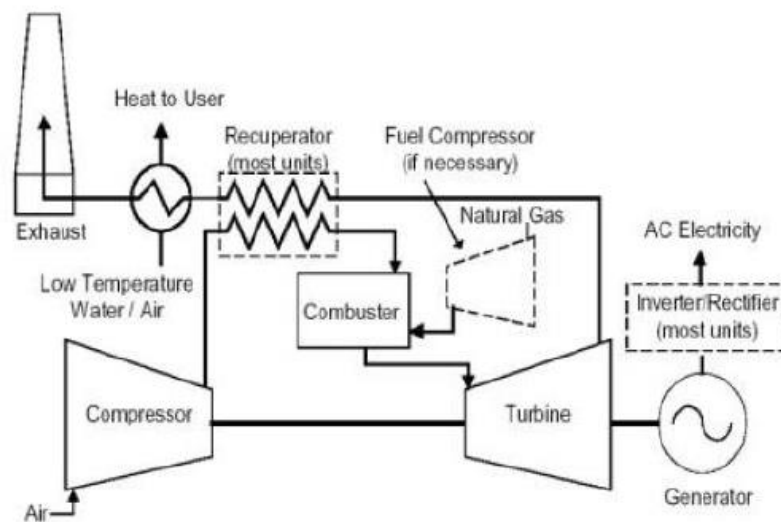 Heat to User
Recuperator
(most units)
Fuel Compressor
(if necessary)
Natural Gas
AC Electricity
Exhaust
Low Temperature
Water / Air
Combuster
Inverter/Rectifier
(most units)
Compressor
Turbine
Generator
Air